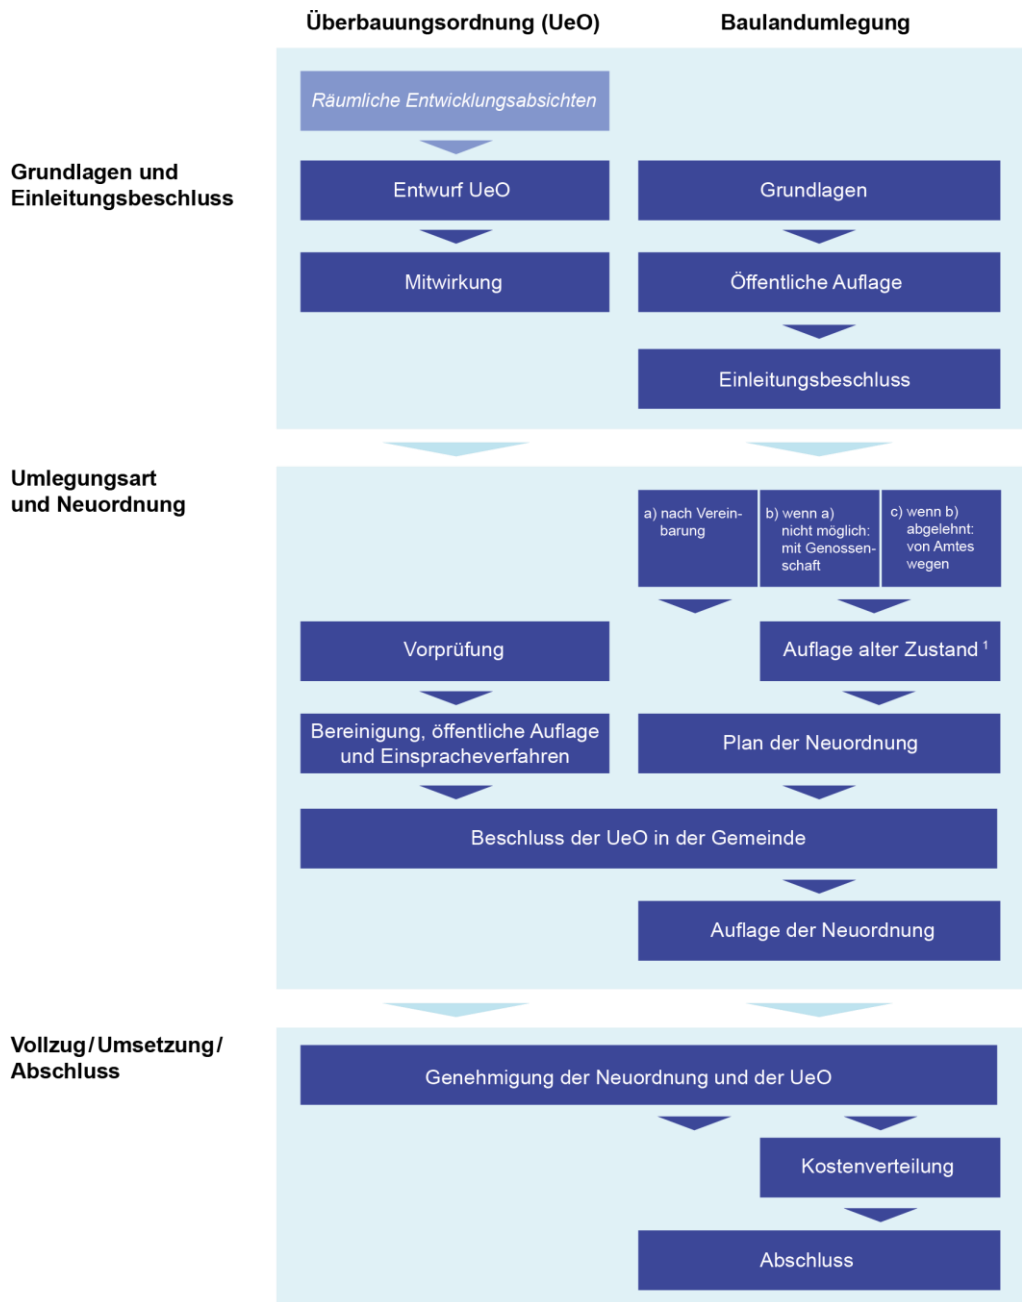 Überbauungsordnung (UeO)
Baulandumlegung
Grundlagen und
Einleitungsbeschluss
Räumliche Entwicklungsabsichten
Entwurf UeO
Grundlagen
Mitwirkung
Öffentliche Auflage
Einleitungsbeschluss
Umlegungsart
und Neuordnung
a) nach Verein-
barung
b) wenn a)
nicht möglich:
mit Genossen-
schaft
c) wenn b)
abgelehnt:
von Amtes
wegen
Vorprüfung
Auflage alter Zustand ¹
Bereinigung, öffentliche Auflage
und Einspracheverfahren
Plan der Neuordnung
Beschluss der UeO in der Gemeinde
Auflage der Neuordnung
Vollzug/Umsetzung/
Abschluss
Genehmigung der Neuordnung und der UeO
Kostenverteilung
Abschluss